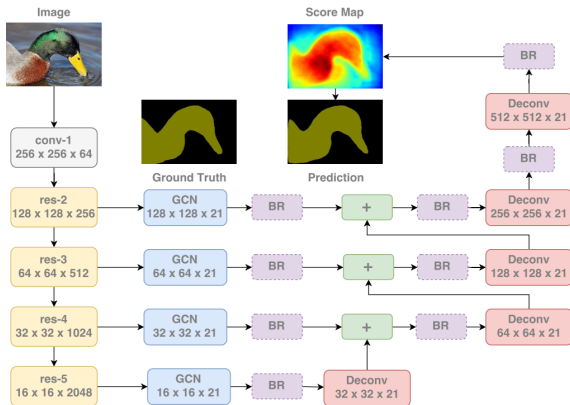 Image
Score Map
BR
Deconv
512 x 512 x 21
conv-1
256 x 256 x 64
BR
Ground Truth
Prediction
res-2
128 x 128 x 256
GCN
128 x 128 x 21
BR
+
BR
Deconv
256 x 256 x 21
res-3
64 x 64 x 512
GCN
64 x 64 x 21
BR
+
BR
Deconv
128 x 128 x 21
res-4
32 x 32 x 1024
GCN
32 x 32 x 21
BR
+
BR
Deconv
64 x 64 x 21
res-5
16 x 16 x 2048
GCN
16 x 16 x 21
BR
Deconv
32 x 32 x 21